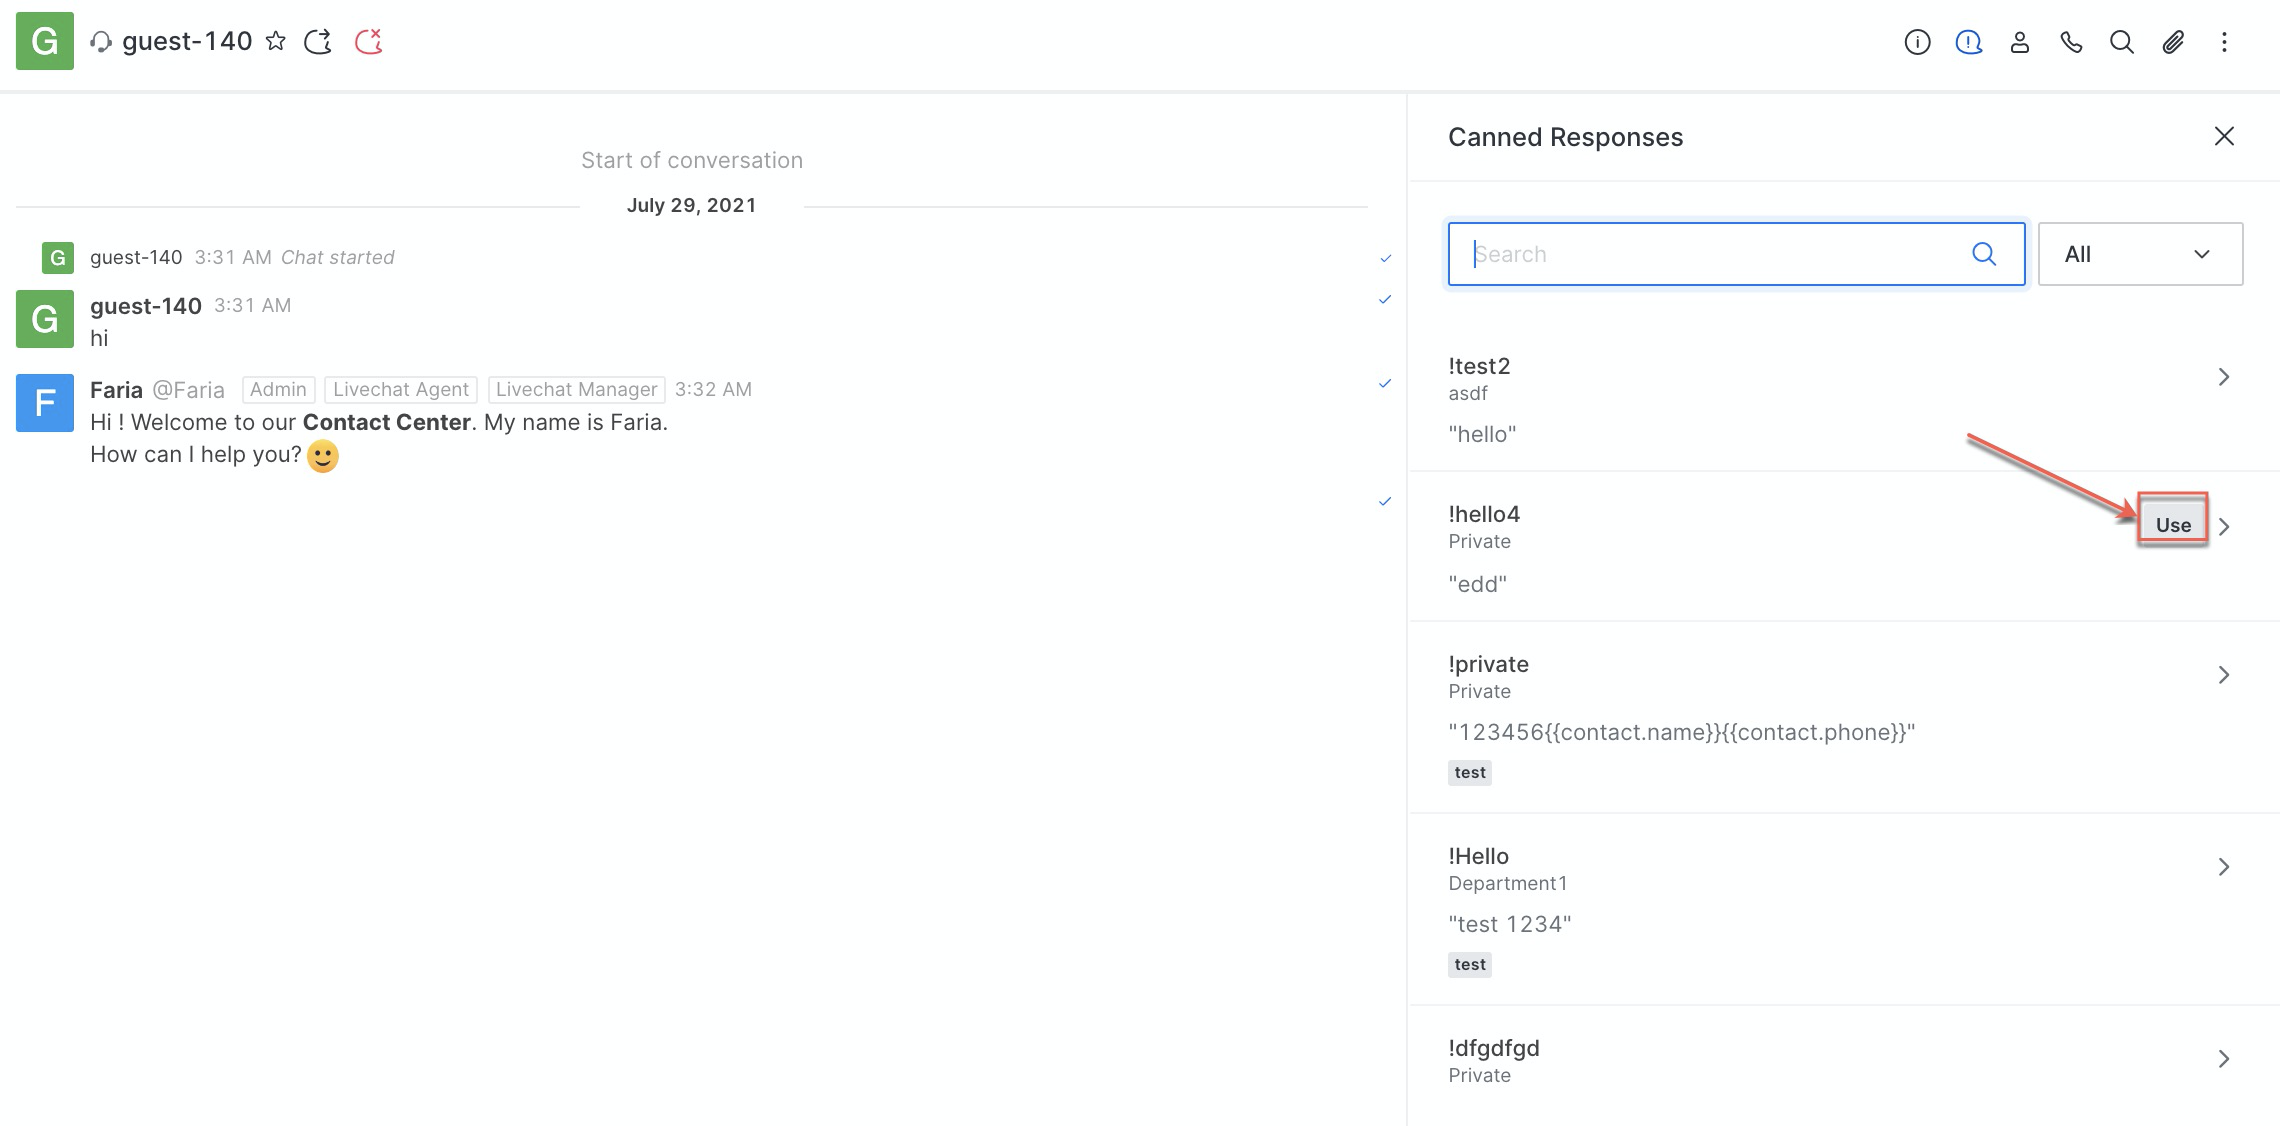 G guest-140
Start of conversation
July 29, 2021
G guest-140 3:31 AM Chat started
G guest-140 3:31 AM
hi
F Faria @Faria Admin Livechat Agent Livechat Manager 3:32 AM
Hi ! Welcome to our Contact Center. My name is Faria.
How can I help you?
Canned Responses
Search All
!test2
asdf
"hello"
!hello4 Use
Private
"edd"
!private
Private
"123456{{contact.name}}{{contact.phone}}"
test
!Hello
Department1
"test 1234"
test
!dfgdfgd
Private